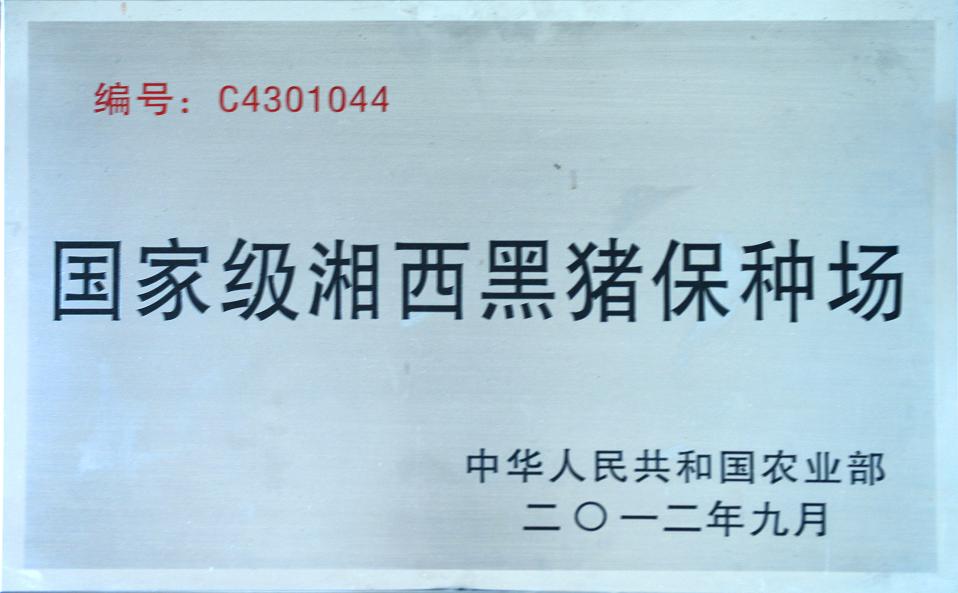 编号：C4301044
国家级湘西黑猪保种场
中华人民共和国农业部
二〇一二年九月